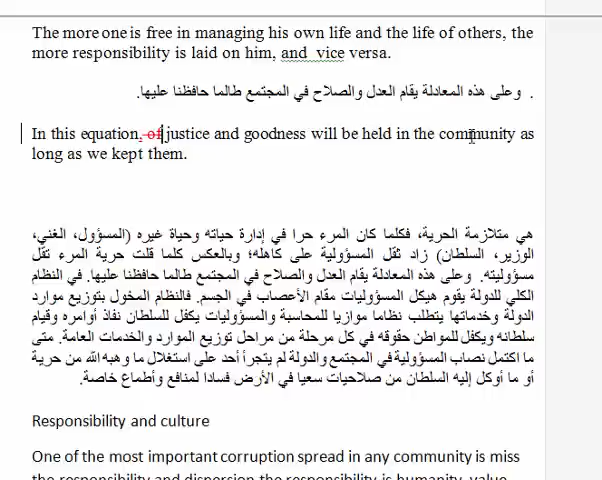 The more one is free in managing his own life and the life of others, the
more responsibility is laid on him, and vice versa.
. وعلى هذه المعادلة يقام العدل والصلاح في المجتمع طالما حافظنا عليها.
In this equation, of justice and goodness will be held in the community as
long as we kept them.
هي متلازمة الحرية، فكلما كان المرء حرا في إدارة حياته وحياة غيره (المسؤول، الغني،
الوزير، السلطان) زاد ثقل المسؤولية على كاهله؛ وبالعكس كلما قلت حرية المرء تقل
مسؤوليته. وعلى هذه المعادلة يقام العدل والصلاح في المجتمع طالما حافظنا عليها. في النظام
الكلي للدولة يقوم هيكل المسؤوليات مقام الأعصاب في الجسم. فالنظام المخول بتوزيع موارد
الدولة وخدماتها يتطلب نظاما موازيا للمحاسبة والمسؤوليات يكفل للسلطان نفاذ أوامره وقيام
سلطانه ويكفل للمواطن حقوقه في كل مرحلة من مراحل توزيع الموارد والخدمات العامة. متى
ما اكتمل نصاب المسؤولية في المجتمع والدولة لم يتجرأ أحد على استغلال ما وهبه الله من حرية
أو ما أوكل إليه السلطان من صلاحيات سعيا في الأرض فسادا لمنافع وأطماع خاصة.
Responsibility and culture
One of the most important corruption spread in any community is miss
the responsibility and dispersion the responsibility is humanity value